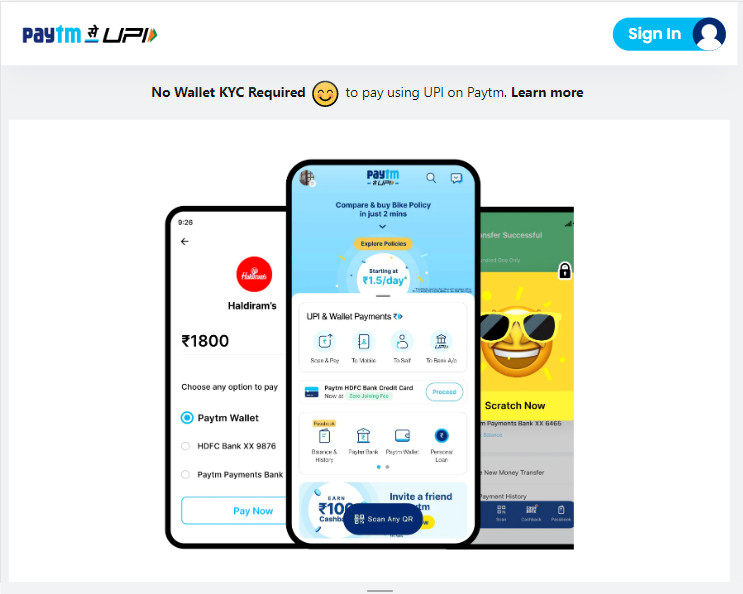 paytm से UPI
Sign In
No Wallet KYC Required to pay using UPI on Paytm. Learn more
9:26
Haldiram's
Haldiram's
₹1800
Choose any option to pay
Paytm Wallet
HDFC Bank XX 9876
Paytm Payments Bank
Pay Now
paytm
से UPI
Compare & buy Bike Policy
in just 2 mins
Explore Policies
Starting at
₹1.5/day*
UPI & Wallet Payments
Scan & Pay
To Mobile
To Self
To Bank A/c
Paytm HDFC Bank Credit Card
Now at Zero Joining Fee
Proceed
Passbook
Balance &
History
Paytm Bank
Paytm Wallet
Personal
Loan
EARN
₹100
Cashback
Invite a friend
Scan Any QR
Successful
Scratch Now
Payments Bank XX 6465
New Money Transfer
Payment History
Scan
Cashback
Passbook